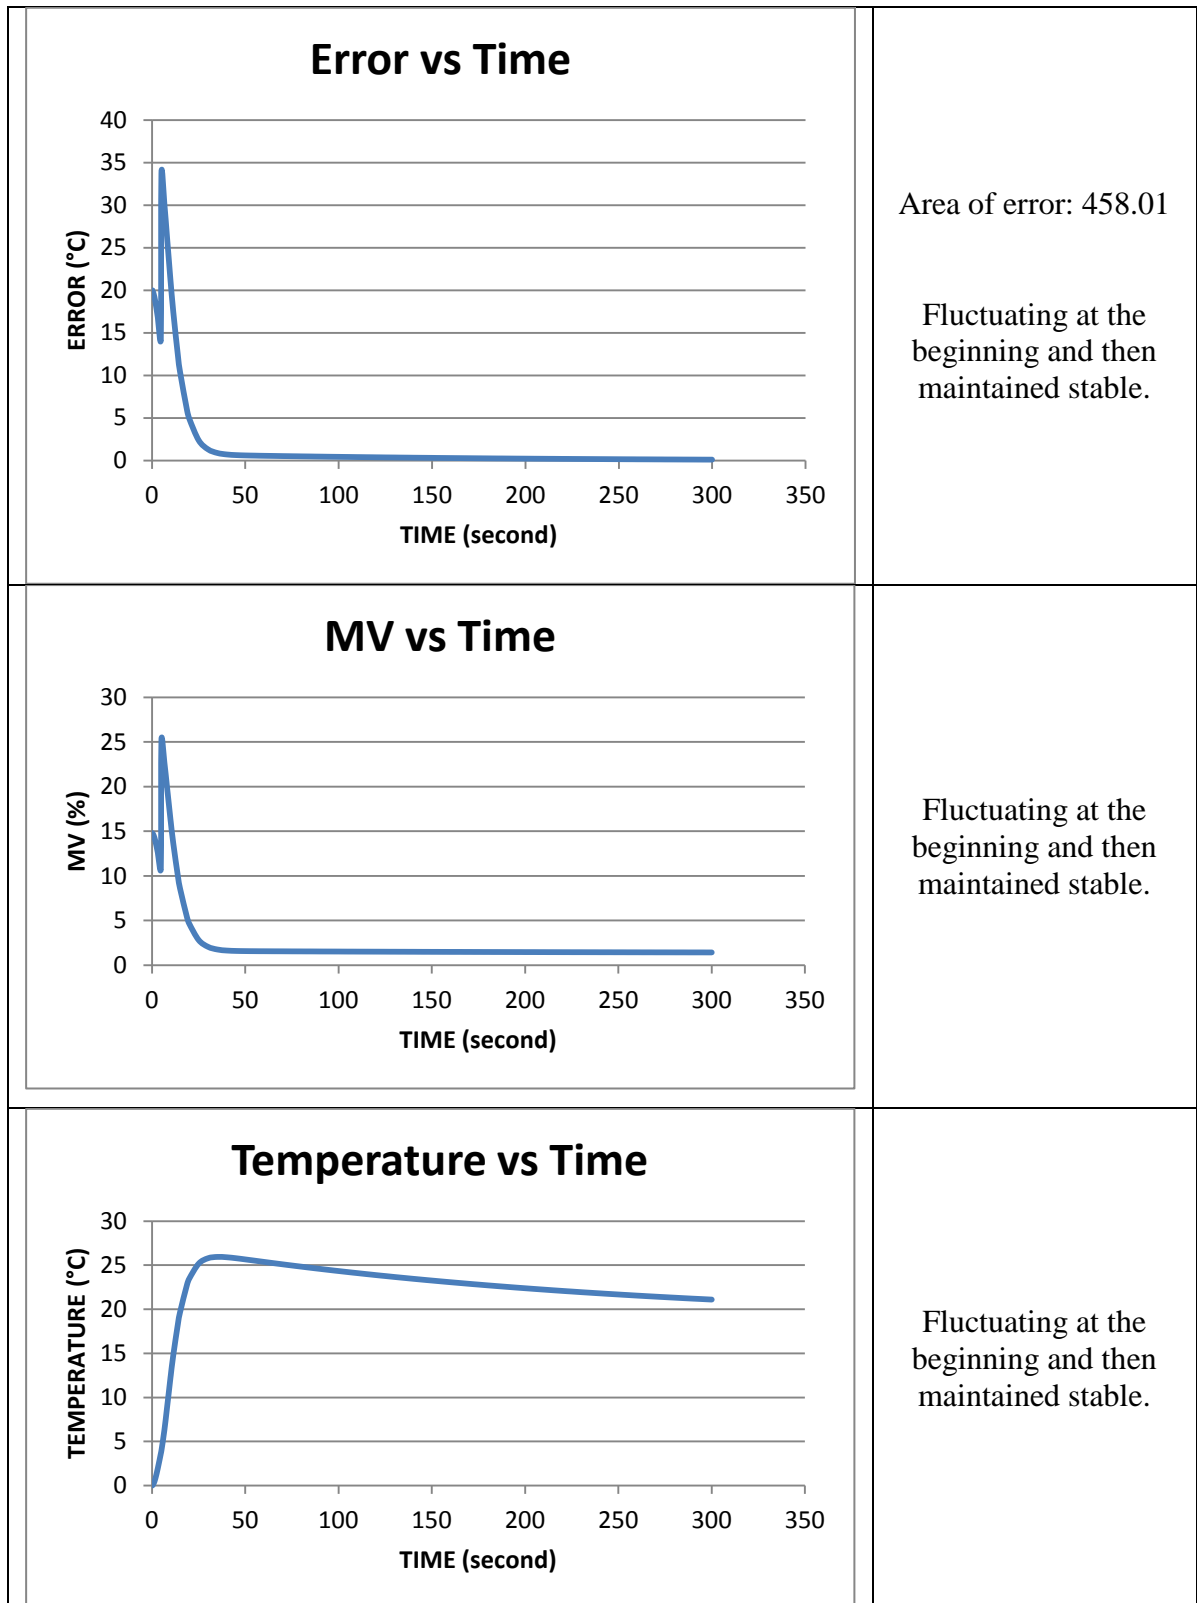 Error vs Time
40
35
30
25
20
15
10
5
0
ERROR (°C)
0 50 100 150 200 250 300 350
TIME (second)
Area of error: 458.01
Fluctuating at the
beginning and then
maintained stable.
MV vs Time
30
25
20
15
10
5
0
MV (%)
0 50 100 150 200 250 300 350
TIME (second)
Fluctuating at the
beginning and then
maintained stable.
Temperature vs Time
30
25
20
15
10
5
0
TEMPERATURE (°C)
0 50 100 150 200 250 300 350
TIME (second)
Fluctuating at the
beginning and then
maintained stable.